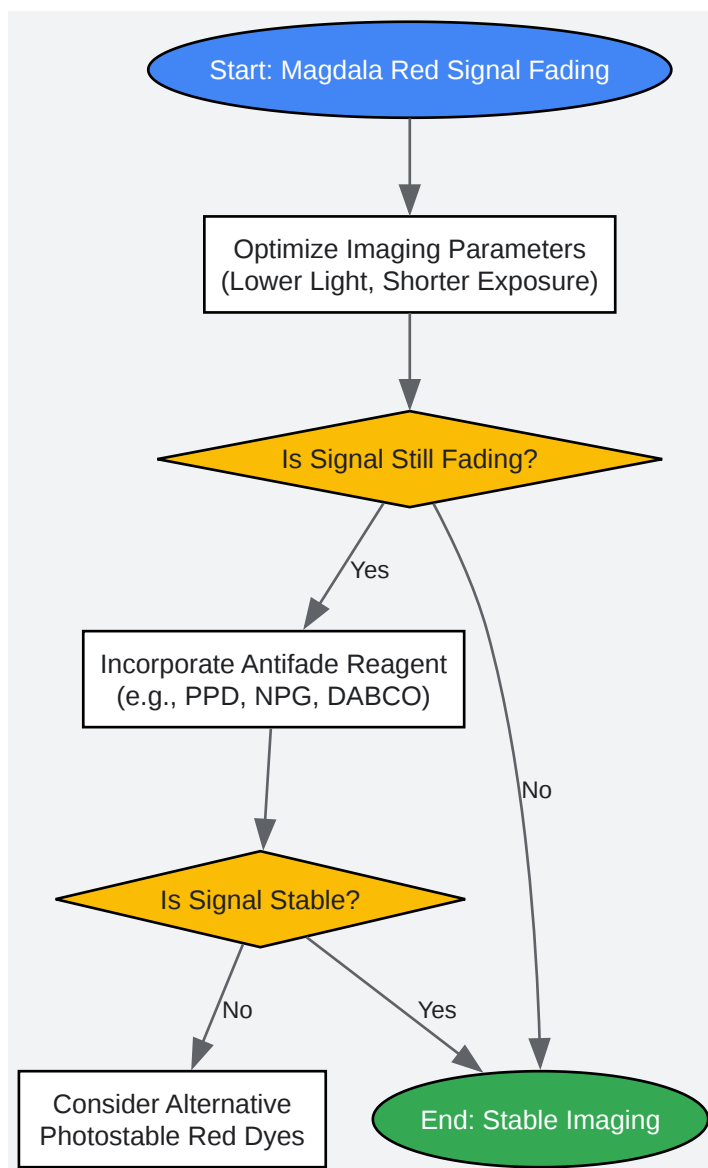 Start: Magdala Red Signal Fading
Optimize Imaging Parameters
(Lower Light, Shorter Exposure)
Is Signal Still Fading?
Yes
Incorporate Antifade Reagent
(e.g., PPD, NPG, DABCO)
No
Is Signal Stable?
No
Yes
Consider Alternative
Photostable Red Dyes
End: Stable Imaging